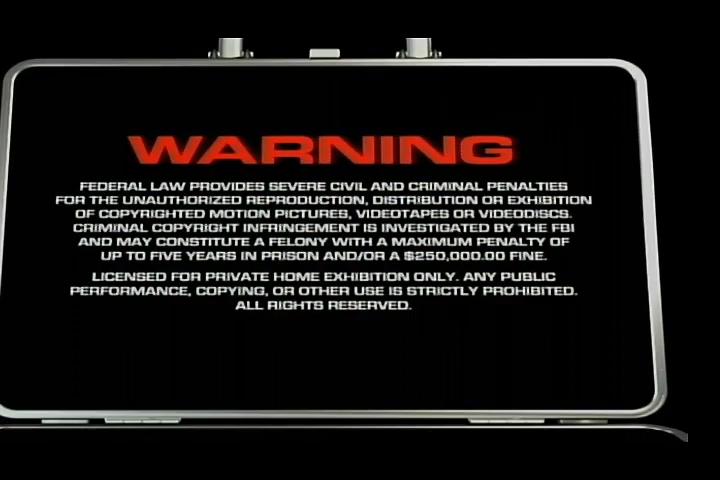 WARNING
FEDERAL LAW PROVIDES SEVERE CIVIL AND CRIMINAL PENALTIES
FOR THE UNAUTHORIZED REPRODUCTION, DISTRIBUTION OR EXHIBITION
OF COPYRIGHTED MOTION PICTURES, VIDEOTAPES OR VIDEODISCS.
CRIMINAL COPYRIGHT INFRINGEMENT IS INVESTIGATED BY THE FBI
AND MAY CONSTITUTE A FELONY WITH A MAXIMUM PENALTY OF
UP TO FIVE YEARS IN PRISON AND/OR A $250,000.00 FINE.
LICENSED FOR PRIVATE HOME EXHIBITION ONLY. ANY PUBLIC
PERFORMANCE, COPYING, OR OTHER USE IS STRICTLY PROHIBITED.
ALL RIGHTS RESERVED.